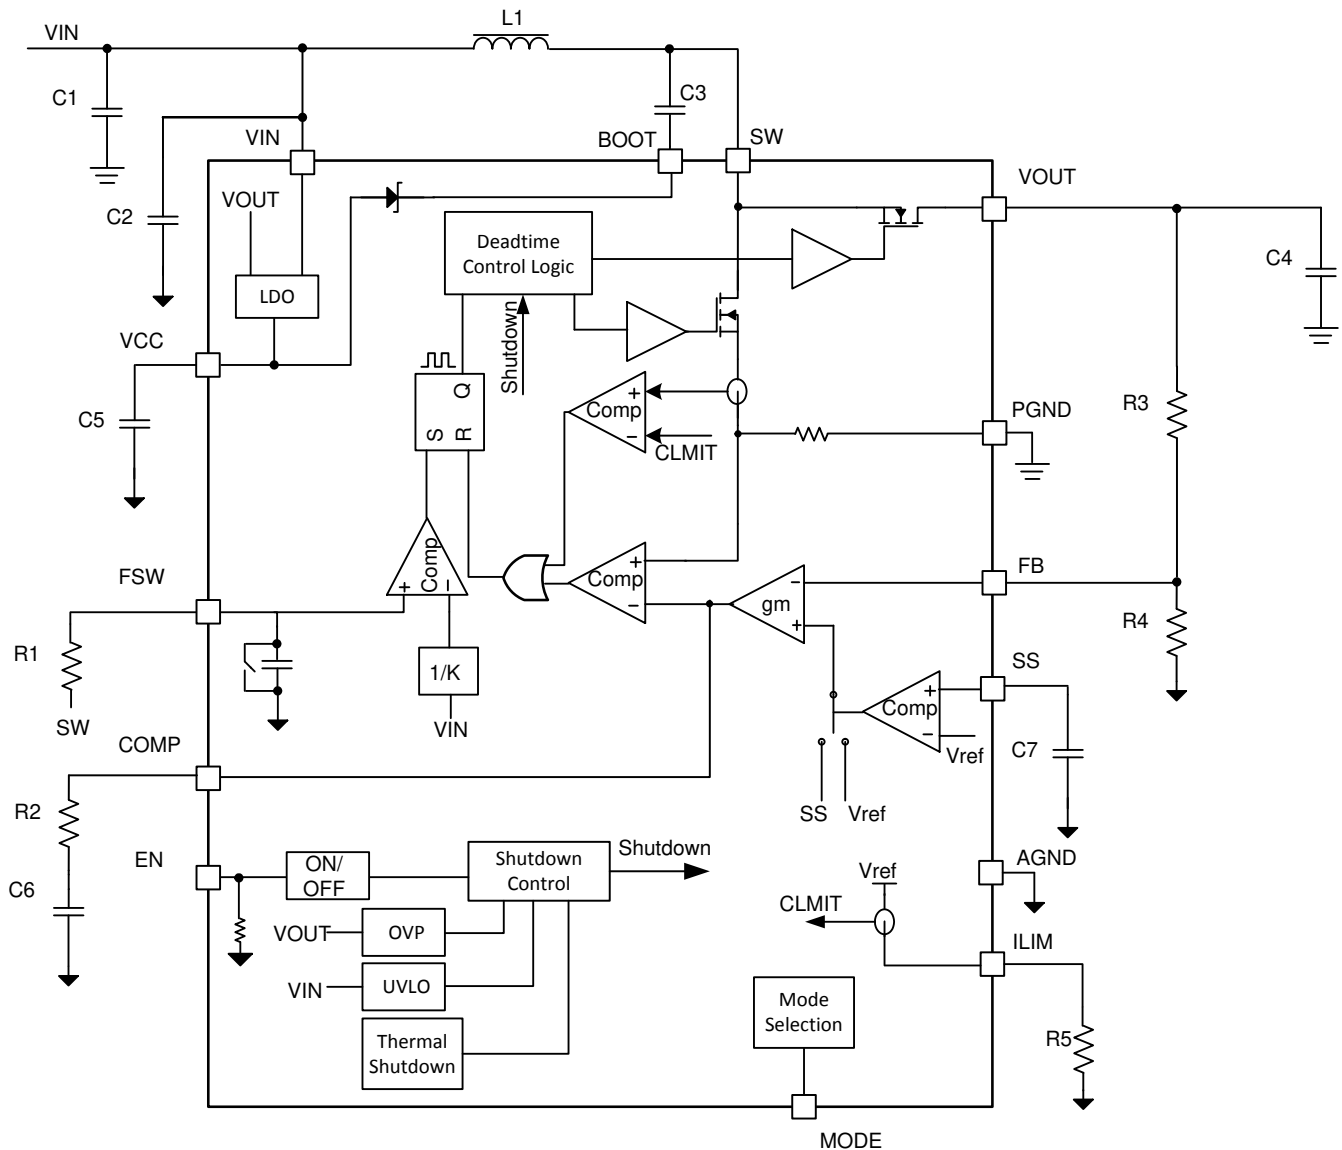 L1
VIN
C1
C3
VIN
BOOT
SW
VOUT
VOUT
C2
Deadtime
Control Logic
C4
LDO
Shutdown
VCC
Q
S
R
+
Comp
−
CLMIT
C5
PGND
R3
FSW
Comp
+
−
+
Comp
−
−
gm
+
FB
R4
R1
SW
1/K
VIN
SS
+
Comp
−
Vref
C7
COMP
SS
Vref
R2
EN
ON/
OFF
Shutdown
Control
Shutdown
Vref
AGND
C6
CLMIT
VOUT
OVP
ILIM
VIN
UVLO
Mode
Selection
Thermal
Shutdown
R5
MODE